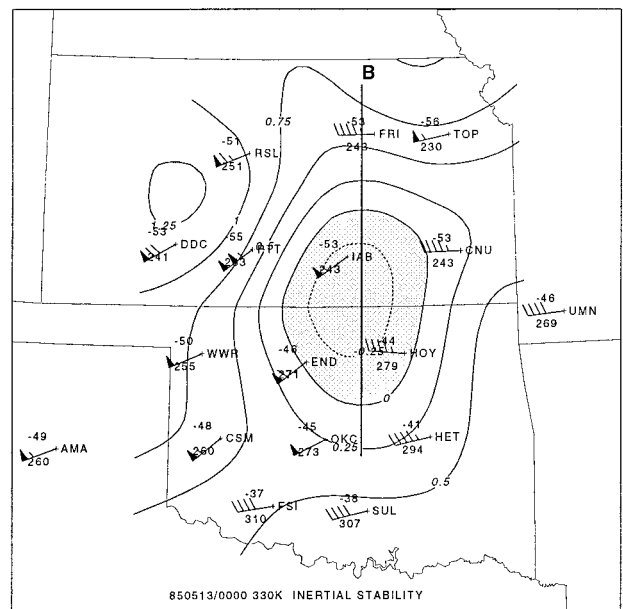 B
0.75
-53
FRI
243
-56
TOP
230
-51
RSL
251
1.25
1
-53
DDC
241
-55
PTT
0.5
-53
IAB
243
-53
CNU
243
-46
UMN
269
-50
WWR
255
-46
END
271
-44
HOY
-0.25
279
0
-49
AMA
260
-48
CSM
260
-45
OKC
273
0.25
-41
HET
294
0.5
-37
FSI
310
-38
SUL
307
850513/0000 330K INERTIAL STABILITY